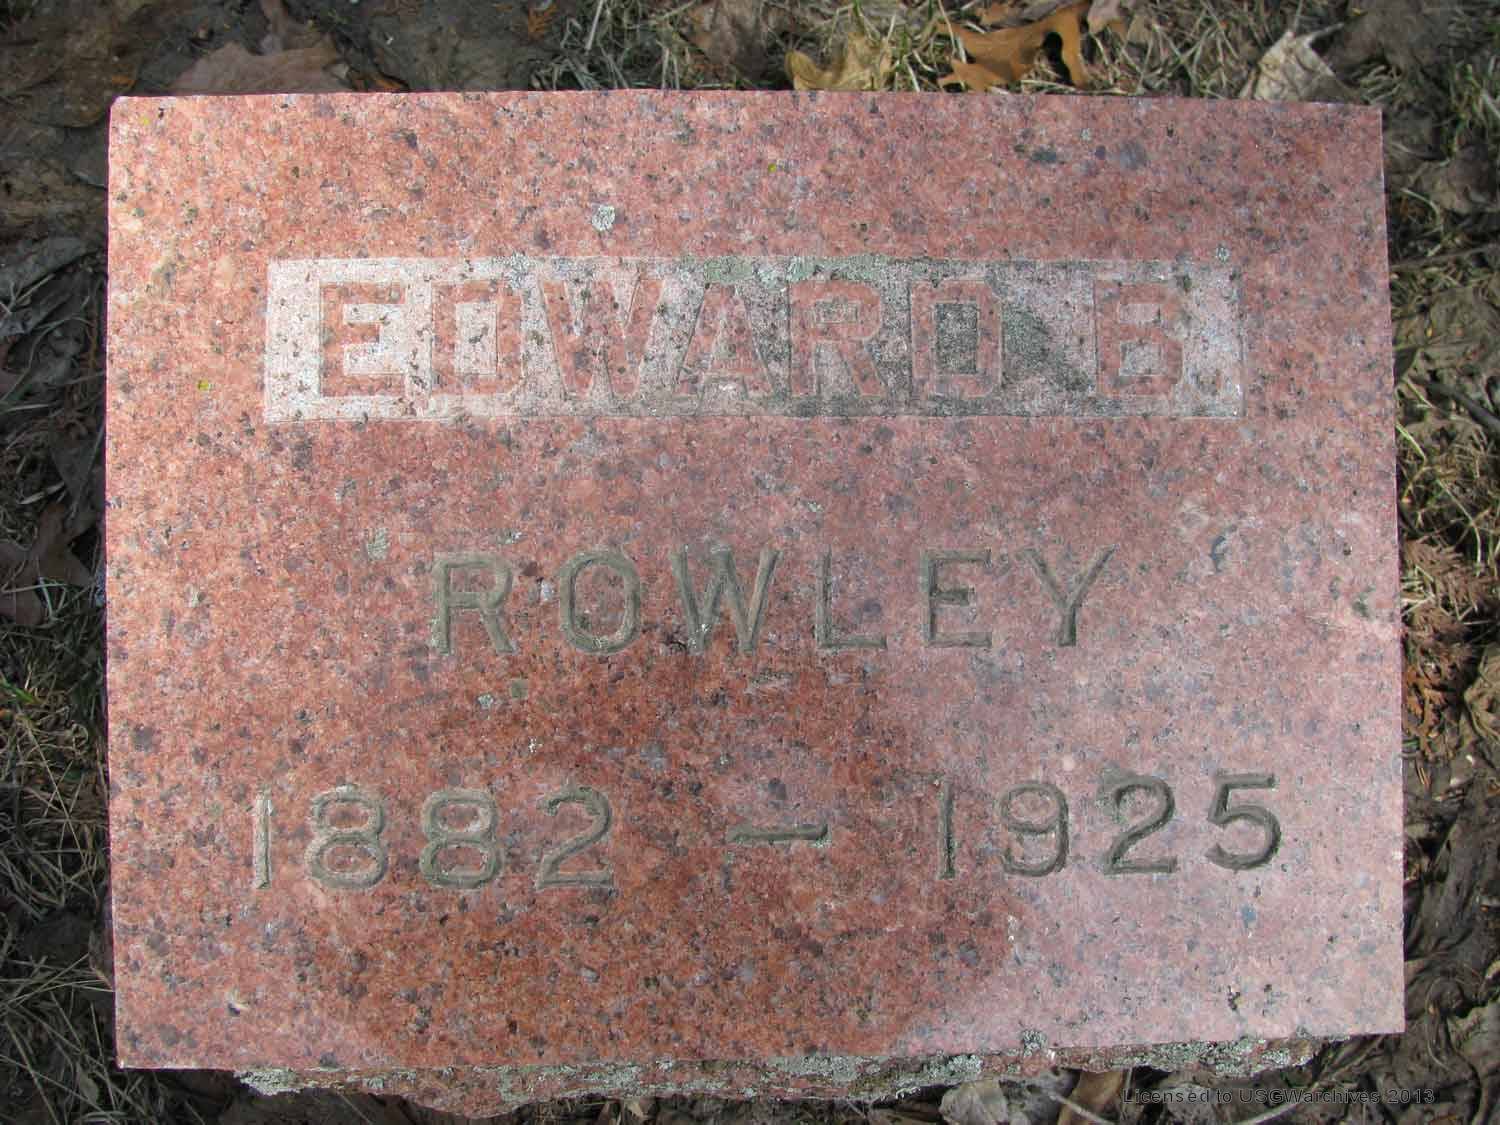 EDWARD B.
ROWLEY
1882 — 1925
Licensed to USGWarchives 2013